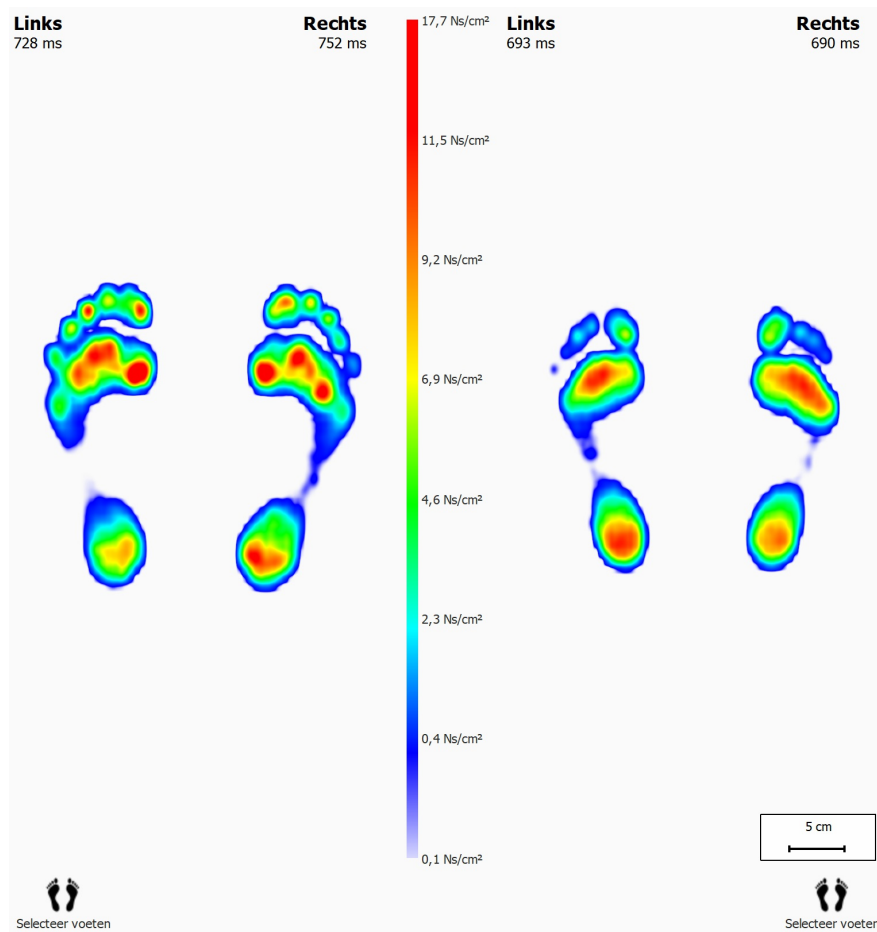 Links
728 ms
Rechts
752 ms
17,7 Ns/cm²
11,5 Ns/cm²
9,2 Ns/cm²
6,9 Ns/cm²
4,6 Ns/cm²
2,3 Ns/cm²
0,4 Ns/cm²
0,1 Ns/cm²
Links
693 ms
Rechts
690 ms
5 cm
Selecteer voeten
Selecteer voeter